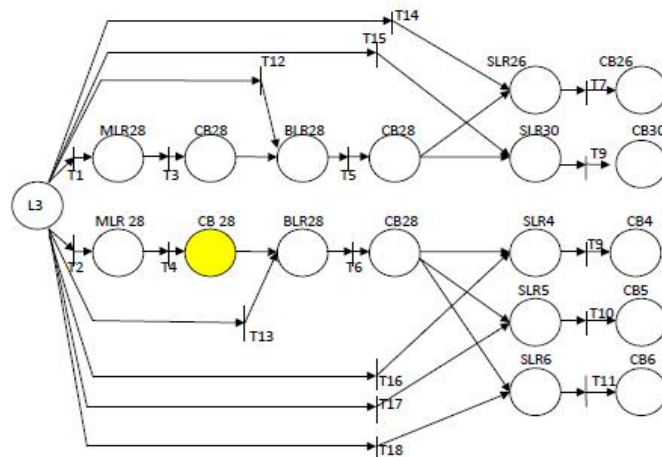 T14
T15
T12
SLR26
CB26
T7
MLR28
CB28
BLR28
CB28
SLR30
CB30
T1
T3
T5
T9
L3
MLR 28
CB 28
BLR28
CB28
SLR4
CB4
T2
T4
T6
T9
SLR5
CB5
T13
T10
SLR6
CB6
T16
T11
T17
T18